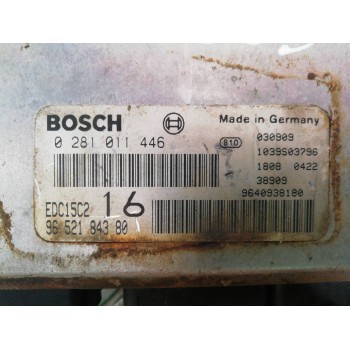 BOSCH
Made in Germany
0 281 011 446
810
030909
1039S03796
1808 0422
38909
9640938180
EDC15C2 16
96 521 843 80